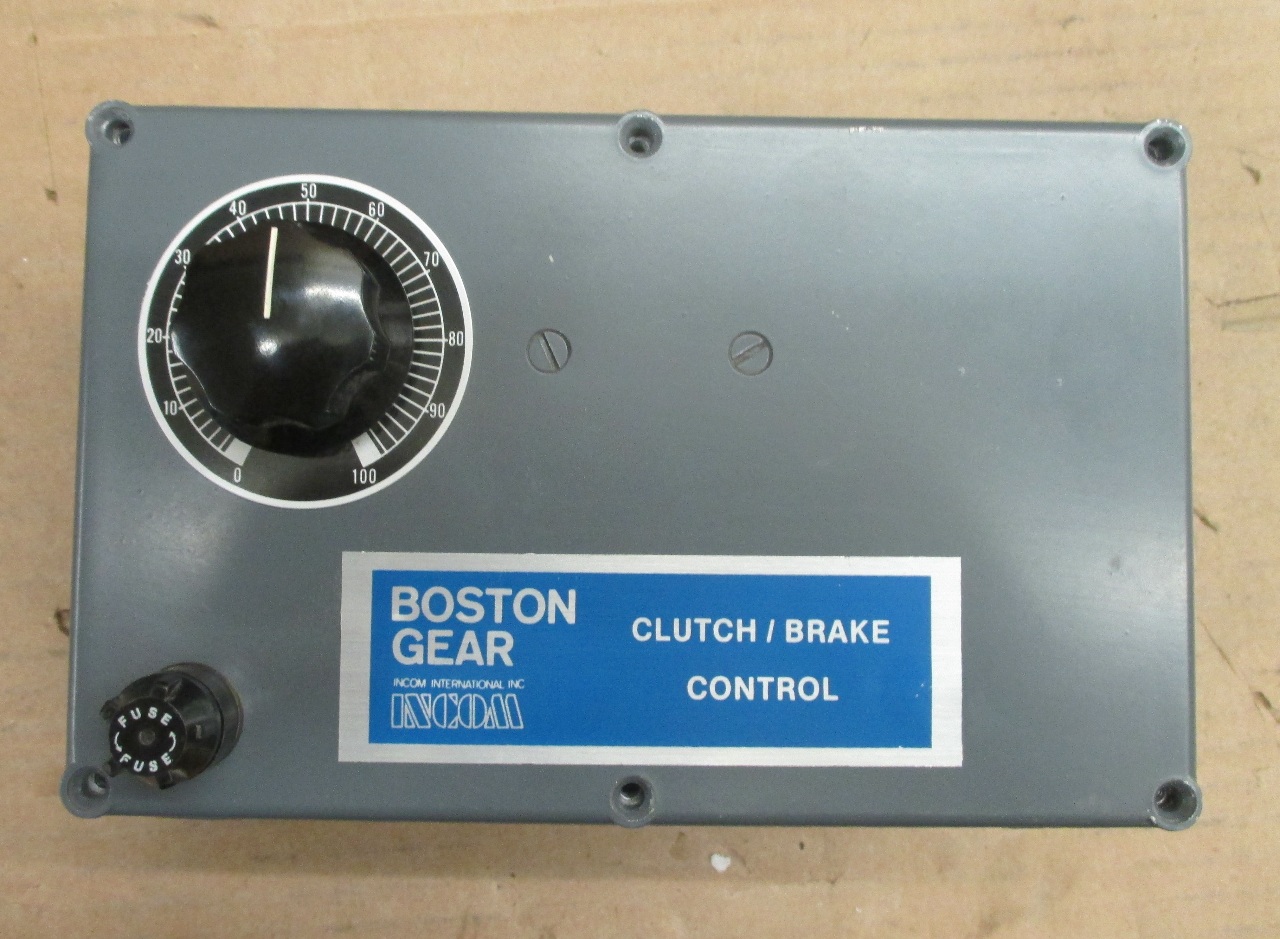 50
40
60
30
70
20
80
10
90
0
100
BOSTON
GEAR
INCOM INTERNATIONAL INC
INCOM
CLUTCH / BRAKE
CONTROL
FUSE
FUSE